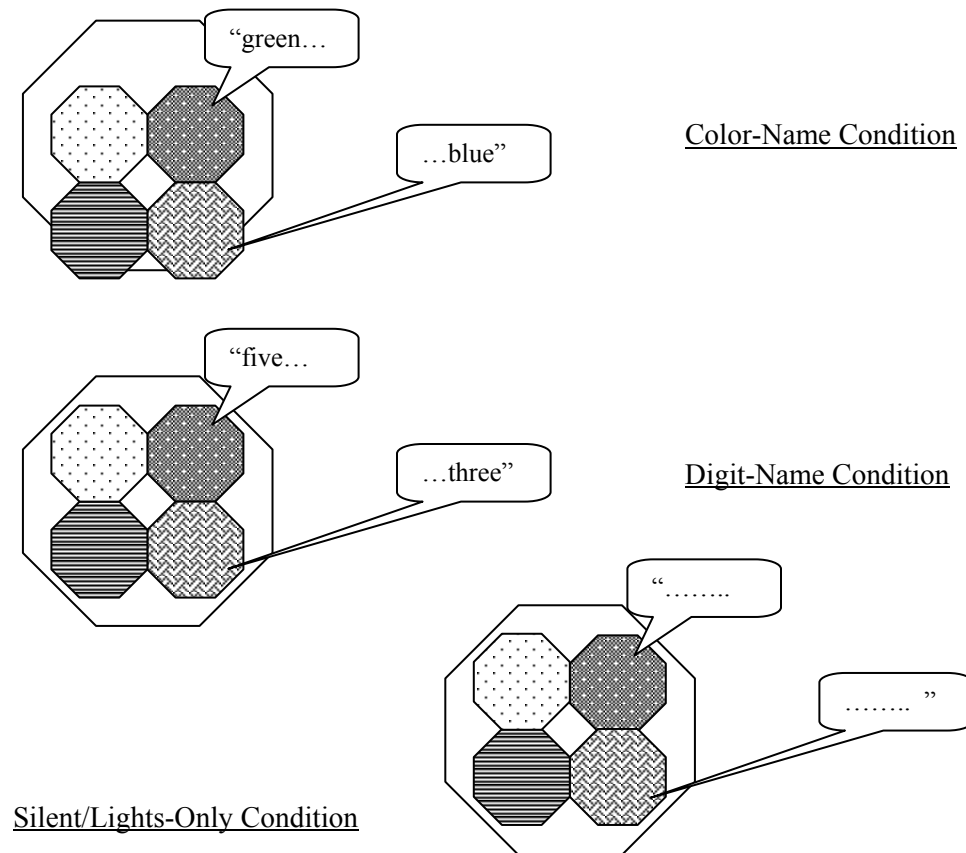 “green…
…blue”
Color-Name Condition
“five…
…three”
Digit-Name Condition
“……..
…….. ”
Silent/Lights-Only Condition